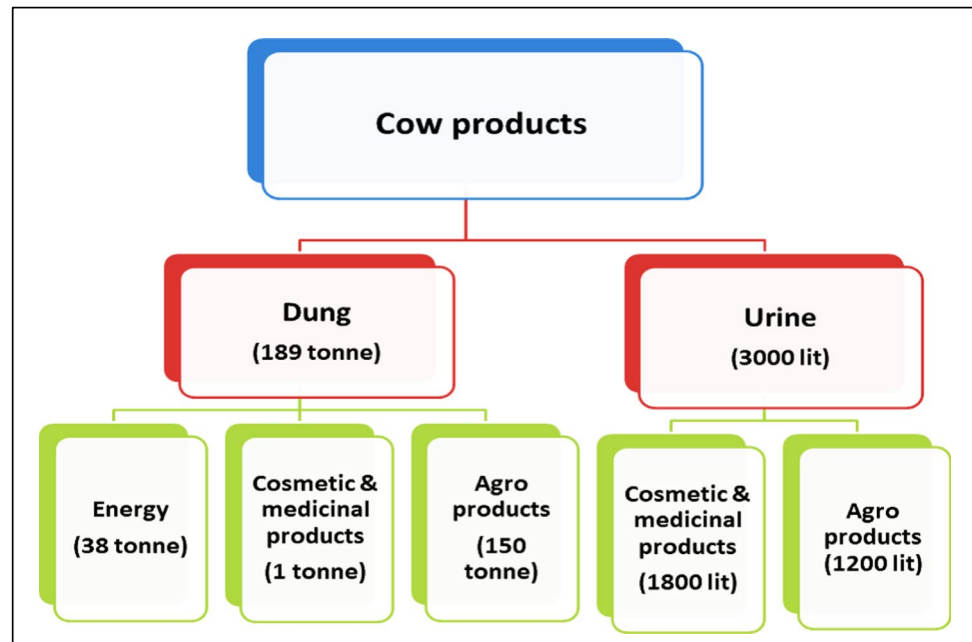 Cow products
Dung
(189 tonne)
Urine
(3000 lit)
Energy
(38 tonne)
Cosmetic &
medicinal
products
(1 tonne)
Agro
products
(150
tonne)
Cosmetic &
medicinal
products
(1800 lit)
Agro
products
(1200 lit)